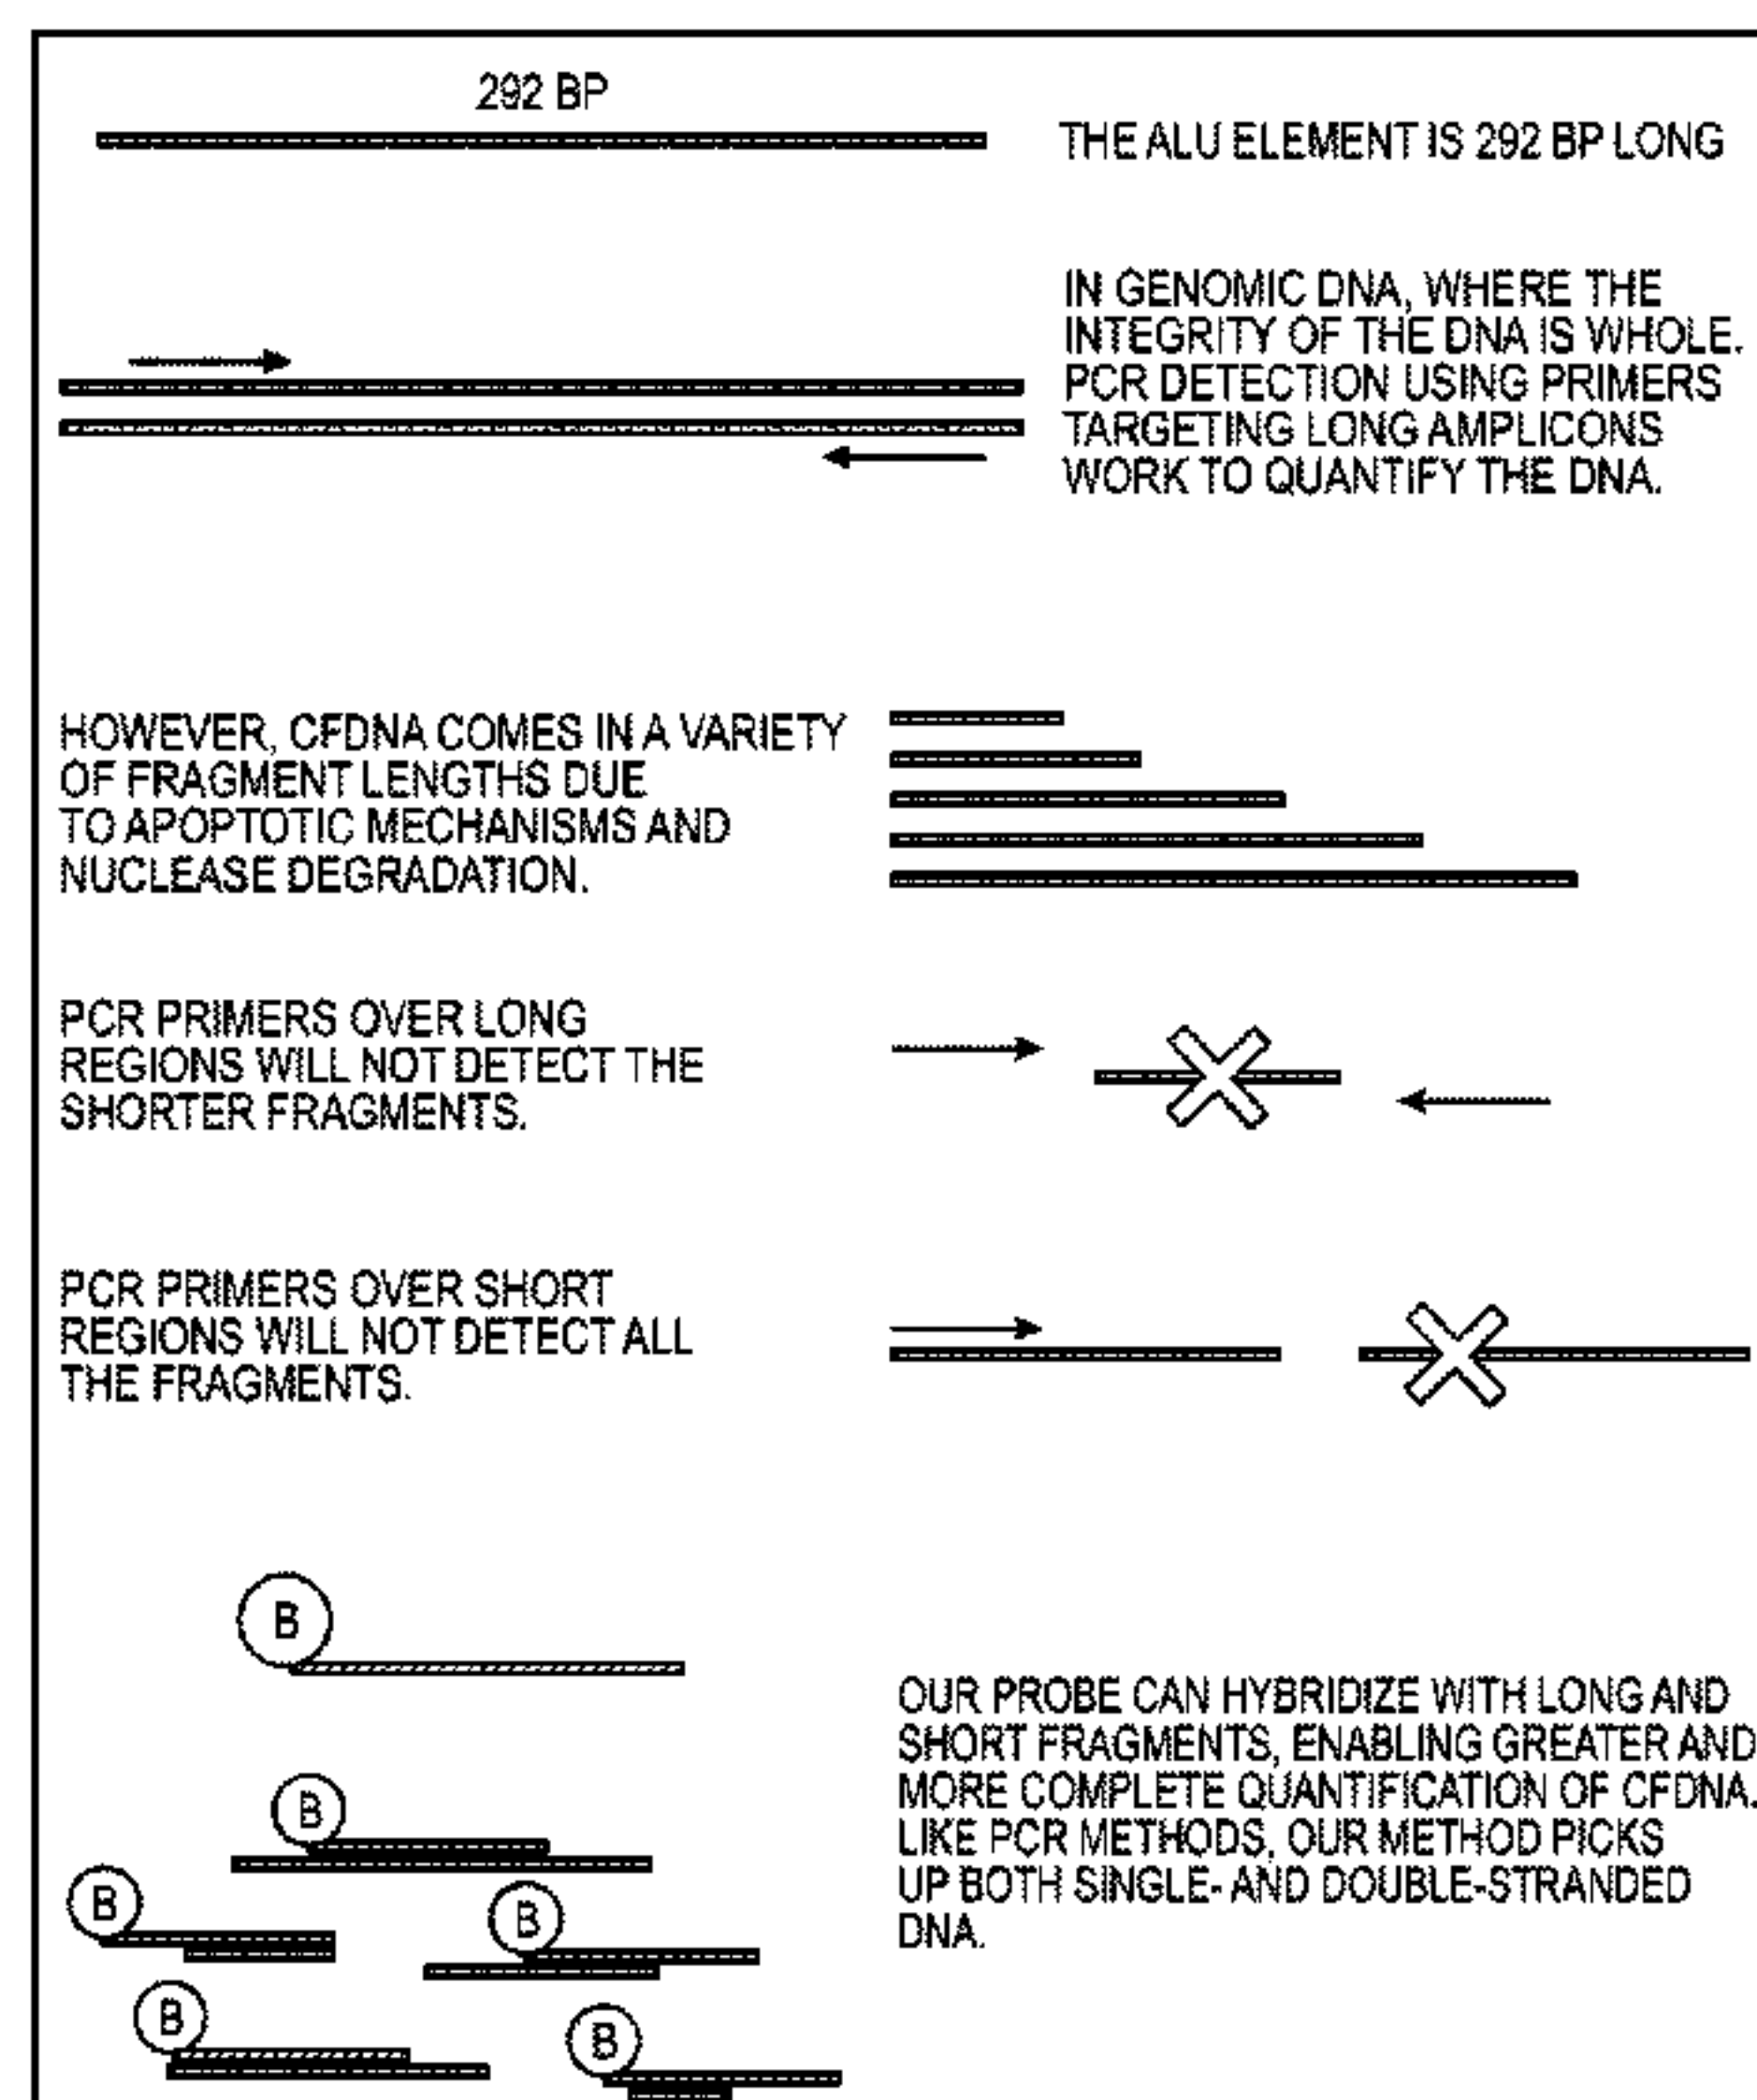 292 BP
THE ALU ELEMENT IS 292 BP LONG
IN GENOMIC DNA, WHERE THE
INTEGRITY OF THE DNA IS WHOLE.
PCR DETECTION USING PRIMERS
TARGETING LONG AMPLICONS
WORK TO QUANTIFY THE DNA.
HOWEVER, CFDNA COMES IN A VARIETY
OF FRAGMENT LENGTHS DUE
TO APOPTOTIC MECHANISMS AND
NUCLEASE DEGRADATION.
PCR PRIMERS OVER LONG
REGIONS WILL NOT DETECT THE
SHORTER FRAGMENTS.
PCR PRIMERS OVER SHORT
REGIONS WILL NOT DETECT ALL
THE FRAGMENTS.
B
B
B
B
B
B
OUR PROBE CAN HYBRIDIZE WITH LONG AND
SHORT FRAGMENTS, ENABLING GREATER AND
MORE COMPLETE QUANTIFICATION OF CFDNA.
LIKE PCR METHODS, OUR METHOD PICKS
UP BOTH SINGLE- AND DOUBLE-STRANDED
DNA.